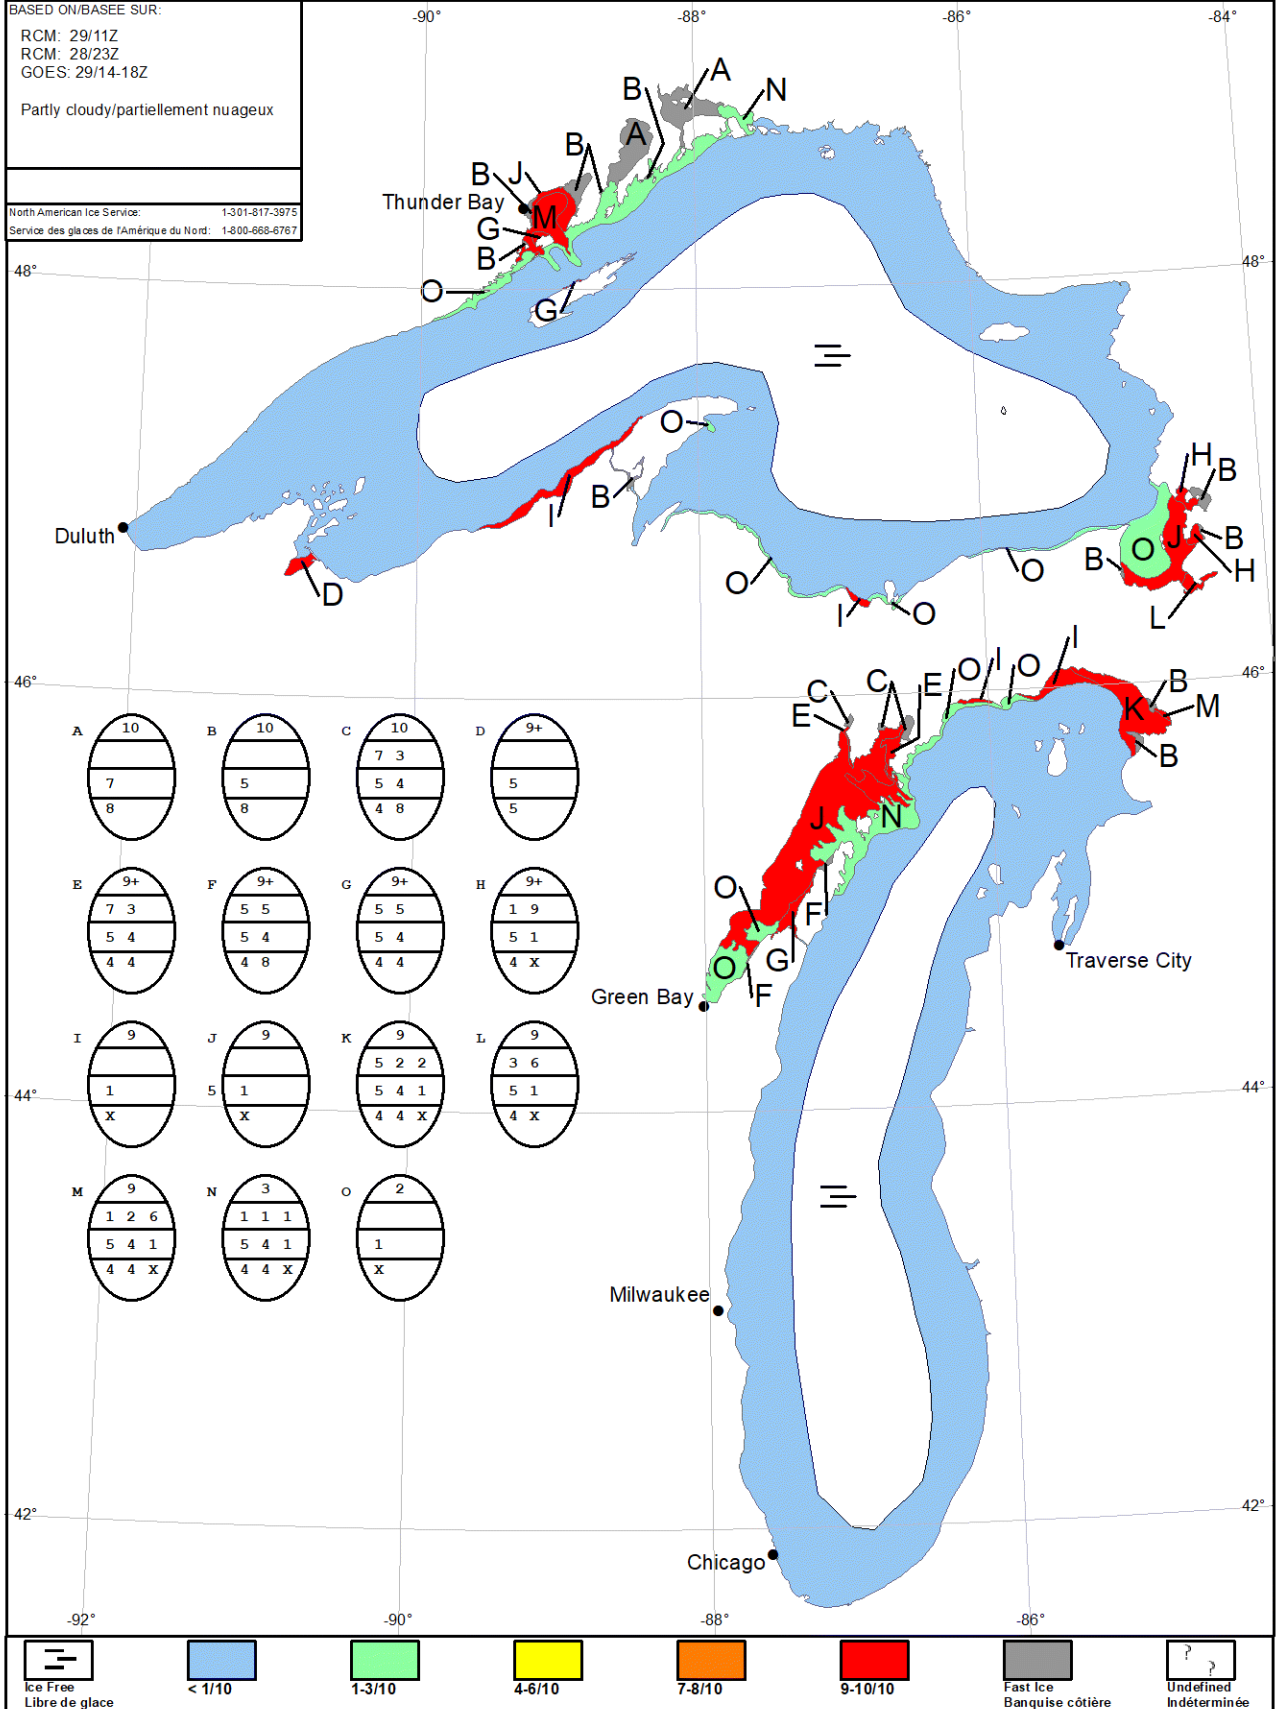 BASED ON/BASEE SUR:
RCM: 29/11Z
RCM: 28/23Z
GOES: 29/14-18Z
Partly cloudy/partiellement nuageux
North American Ice Service: 1-301-817-3975
Service des glaces de l'Amérique du Nord: 1-800-668-6767
-90° -88° -86° -84°
A
B N
A
B
B J
Thunder Bay
M
G
B
48° 48°
O
G
O
H
B
B
I
Duluth
J B
O B
O O H
D
I O L
I
O I O
46° 46°
C C E B
E K M
B
A 10
7
8
B 10
5
8
C 10
7 3
5 4
4 8
D 9+
5
5
J N
E 9+
7 3
5 4
4 4
F 9+
5 5
5 4
4 8
G 9+
5 5
5 4
4 4
H 9+
1 9
5 1
4 X
O
F
G
O
Traverse City
Green Bay
F
I 9
1
X
J 9
5 1
X
K 9
5 2 2
5 4 1
4 4 X
L 9
3 6
5 1
4 X
44° 44°
M 9
1 2 6
5 4 1
4 4 X
N 3
1 1 1
5 4 1
4 4 X
O 2
1
X
Milwaukee
42° 42°
Chicago
-92° -90° -88° -86°
? ?
Ice Free
Libre de glace
< 1/10
1-3/10
4-6/10
7-8/10
9-10/10
Fast Ice
Banquise côtière
Undefined
Indéterminée